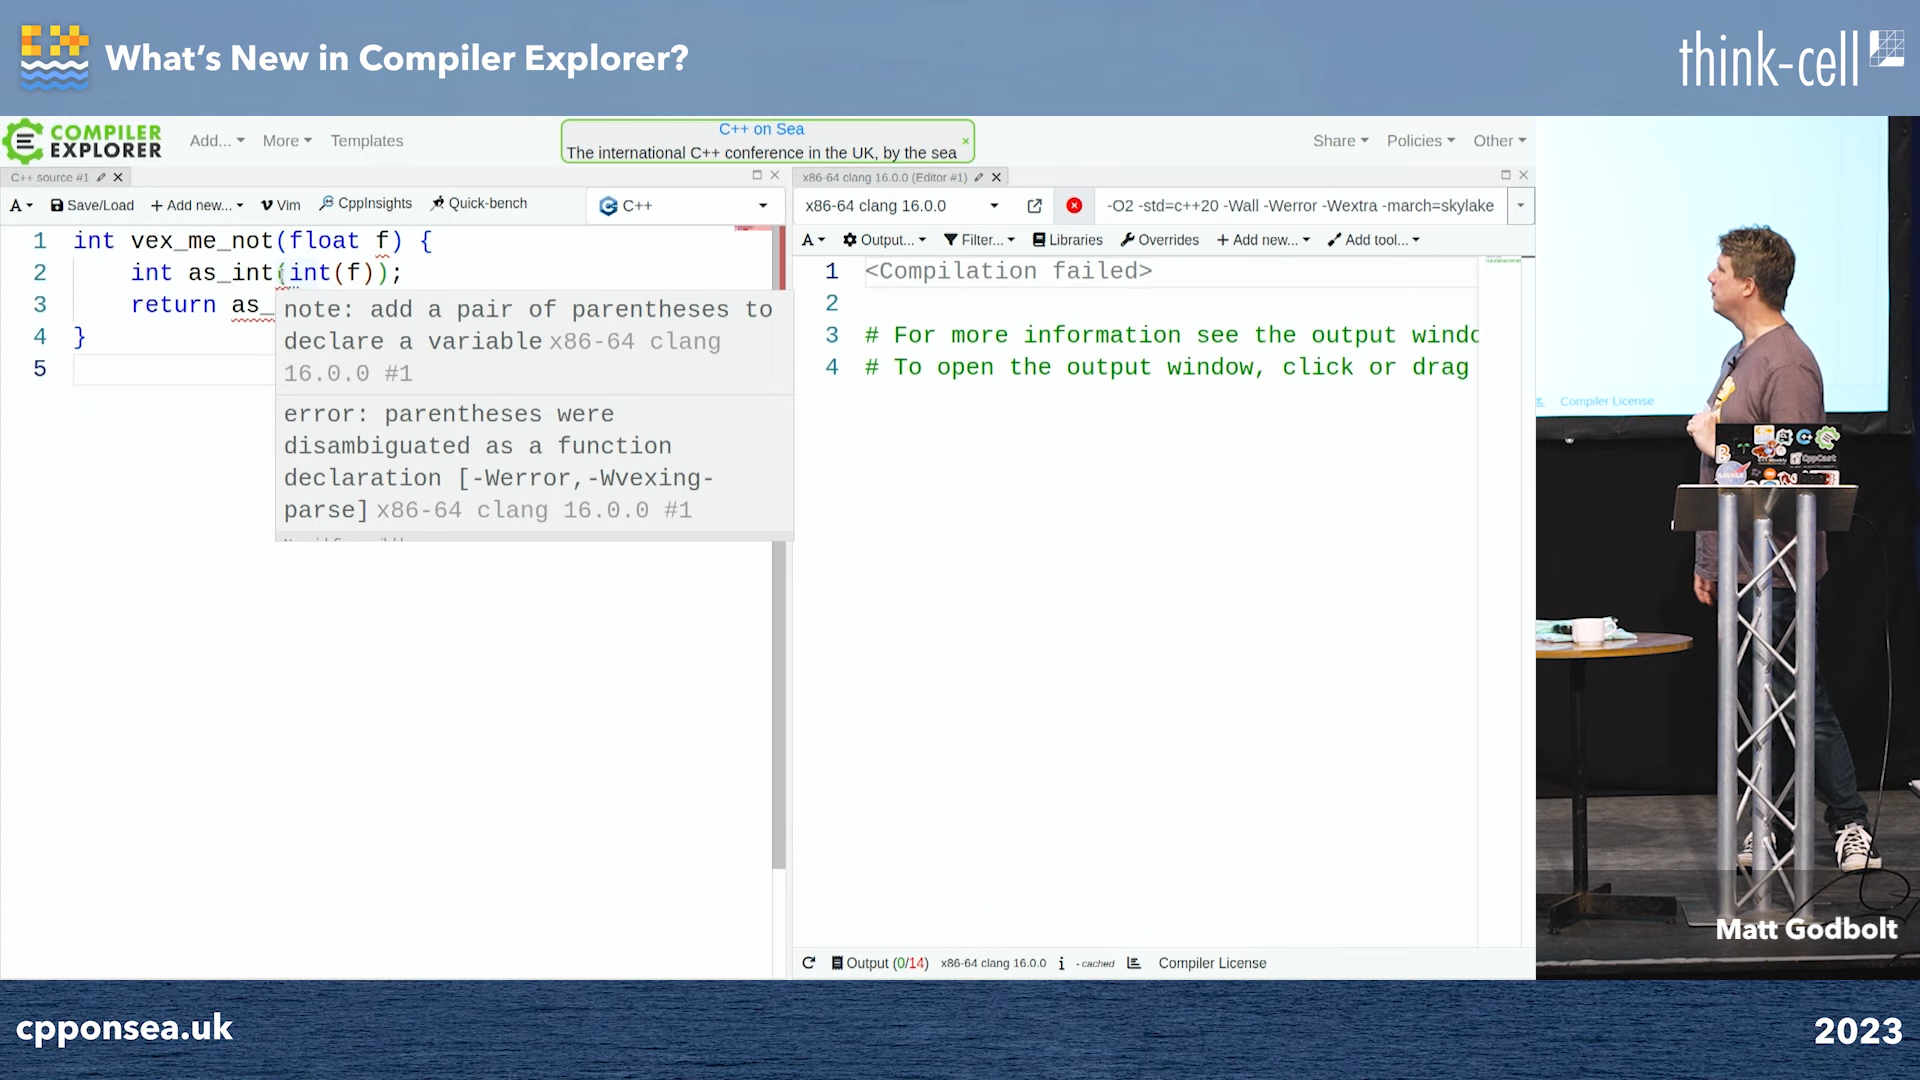 What's New in Compiler Explorer?
think-cell
COMPILER EXPLORER
Add...
More
Templates
C++ on Sea
The international C++ conference in the UK, by the sea
Share
Policies
Other
C++ source #1
x86-64 clang 16.0.0 (Editor #1)
A
Save/Load
+ Add new...
Vim
CppInsights
Quick-bench
C++
x86-64 clang 16.0.0
-O2 -std=c++20 -Wall -Werror -Wextra -march=skylake
A
Output...
Filter...
Libraries
Overrides
+ Add new...
Add tool...
1 int vex_me_not(float f) {
2 int as_int(int(f));
3 return as_
4 }
5
note: add a pair of parentheses to
declare a variable x86-64 clang
16.0.0 #1
error: parentheses were
disambiguated as a function
declaration [-Werror,-Wvexing-
parse] x86-64 clang 16.0.0 #1
1 <Compilation failed>
2
3 # For more information see the output windo
4 # To open the output window, click or drag
Output (0/14)
x86-64 clang 16.0.0
i
- cached
Compiler License
Compiler License
CppCast
Matt Godbolt
cpponsea.uk
2023